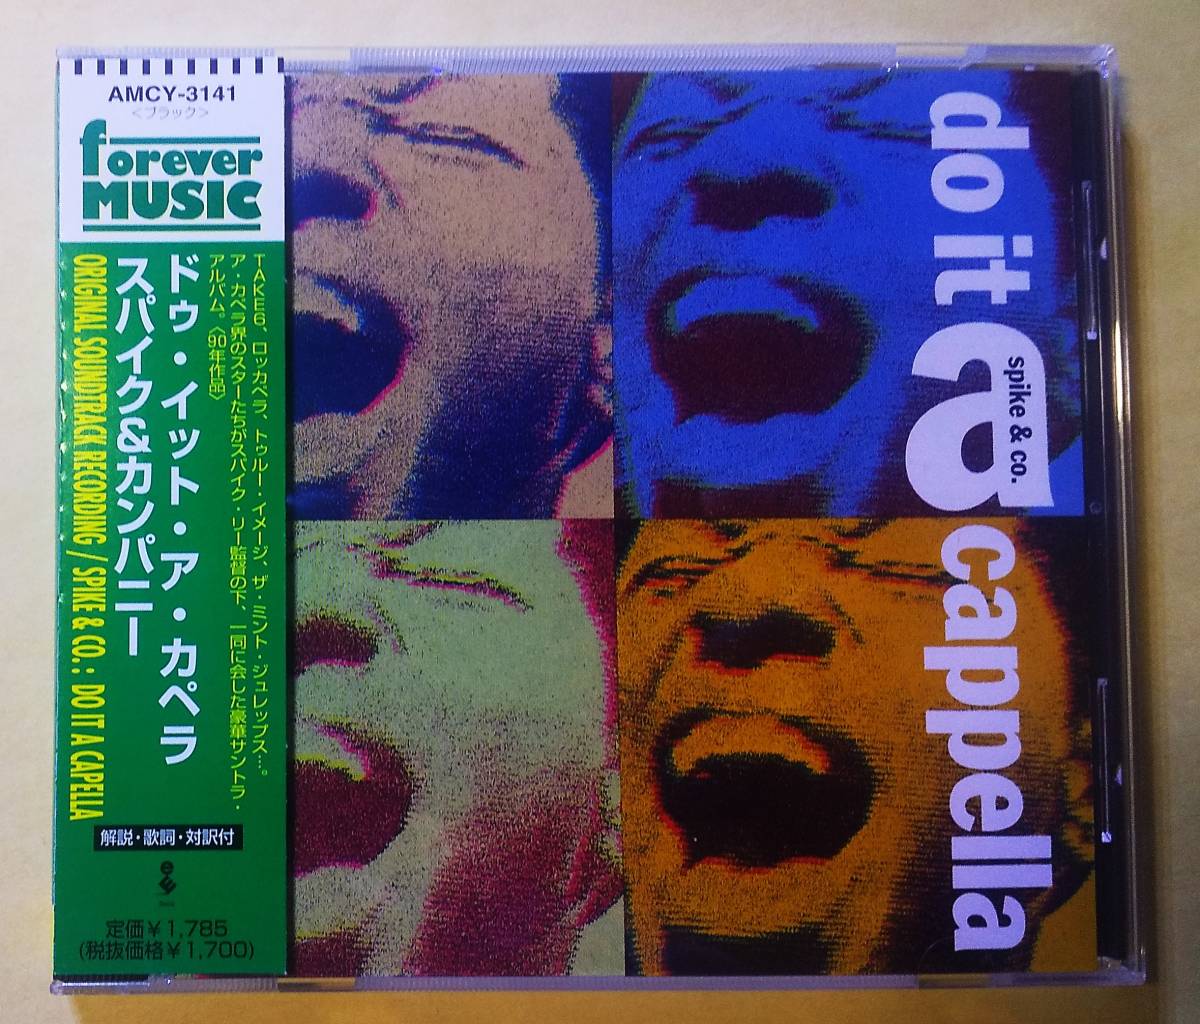 AMCY-3141
<ブラック>
forever
MUSIC
TAKE6、ロッカペラ、トゥルー・イメージ、ザ・ミント・ジュレップス…。
ア・カペラ界のスターたちがスパイク・リー監督の下、一同に会した豪華サントラ・
アルバム。〈90年作品〉
ドゥ・イット・ア・カペラ
スパイク&カンパニー
ORIGINAL SOUNDTRACK RECORDING / SPIKE & CO.: DO IT A CAPELLA
解説・歌詞・対訳付
定価¥1,785
(税抜価格¥1,700)
do it a cappella
spike & co.